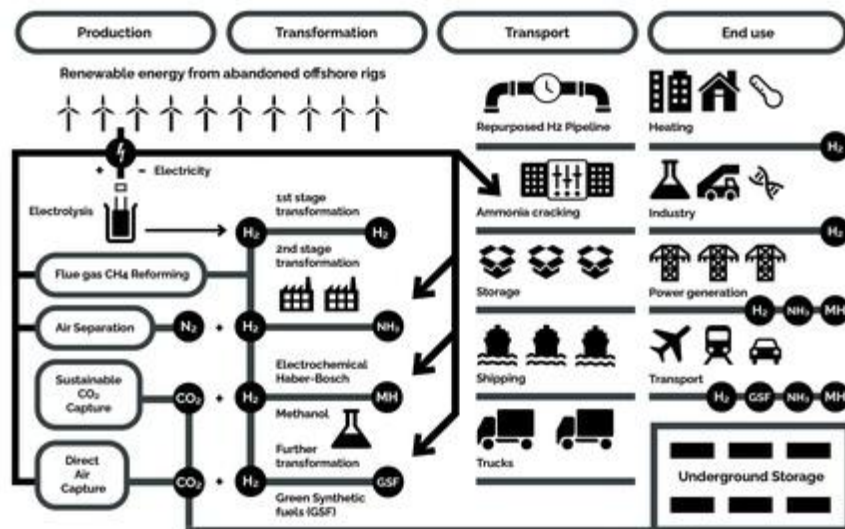 Production
Transformation
Transport
End use
Renewable energy from abandoned offshore rigs
+ - Electricity
Electrolysis
1st stage
transformation
H₂
H₂
2nd stage
transformation
Flue gas CH4 Reforming
Air Separation
N₂ + H₂
NH₃
Sustainable
CO₂
Capture
CO₂ + H₂
Electrochemical
Haber-Bosch
MH
Methanol
Direct
Air
Capture
CO₂ + H₂
Further
transformation
GSF
Green Synthetic
fuels (GSF)
Repurposed H2 Pipeline
Ammonia cracking
Storage
Shipping
Trucks
Heating
H₂
Industry
H₂
Power generation
H₂ NH₃ MH
Transport
H₂ GSF NH₃ MH
Underground Storage